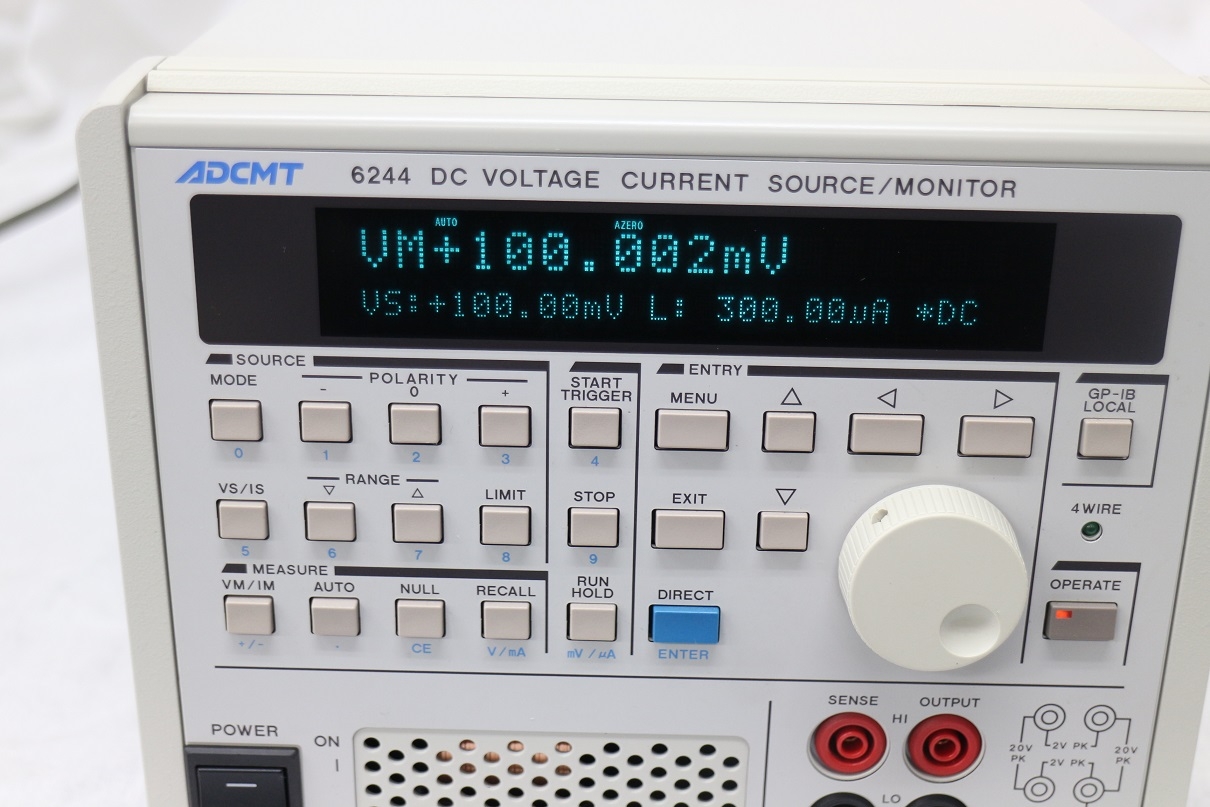 ADCMT 6244 DC VOLTAGE CURRENT SOURCE/MONITOR
AUTO AZERO
VM+100.002mV
VS:+100.00mV L: 300.00µA *DC
SOURCE
MODE POLARITY
- 0 +
0 1 2 3
START
TRIGGER
4
ENTRY
MENU △ ◁ ▷
GP-IB
LOCAL
VS/IS RANGE LIMIT
▽ △
5 6 7 8
STOP
9
EXIT ▽
4WIRE
MEASURE
VM/IM AUTO NULL RECALL
+/- . CE V/mA
RUN
HOLD
mV/µA
DIRECT
ENTER
OPERATE
POWER
ON
I
SENSE OUTPUT
HI
LO
20V
PK
2V PK
2V PK
20V
PK